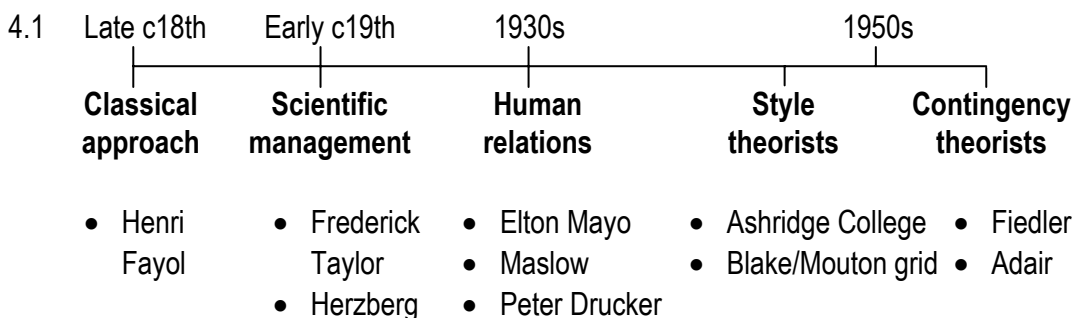 4.1 Late c18th Early c19th 1930s 1950s
Classical Scientific Human Style Contingency
approach management relations theorists theorists
• Henri • Frederick • Elton Mayo • Ashridge College • Fiedler
Fayol Taylor • Maslow • Blake/Mouton grid • Adair
• Herzberg • Peter Drucker